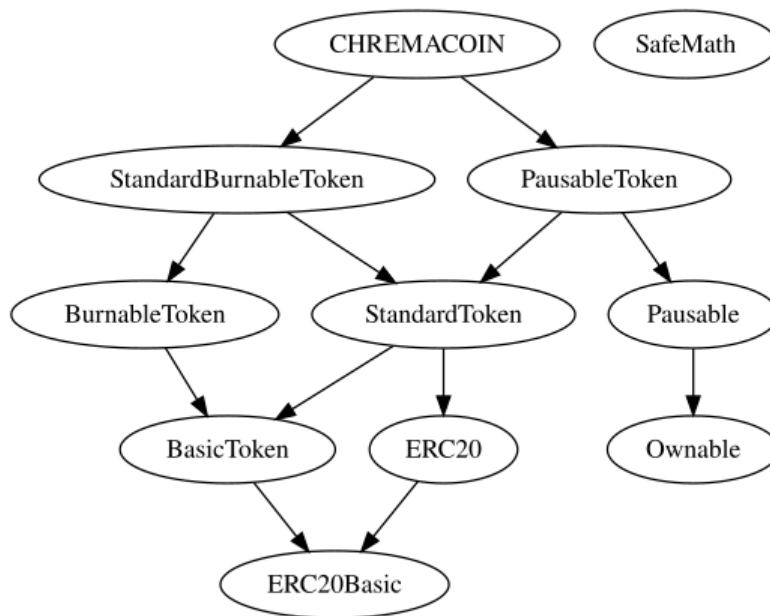 CHREMACOIN
SafeMath
StandardBurnableToken
PausableToken
BurnableToken
StandardToken
Pausable
BasicToken
ERC20
Ownable
ERC20Basic